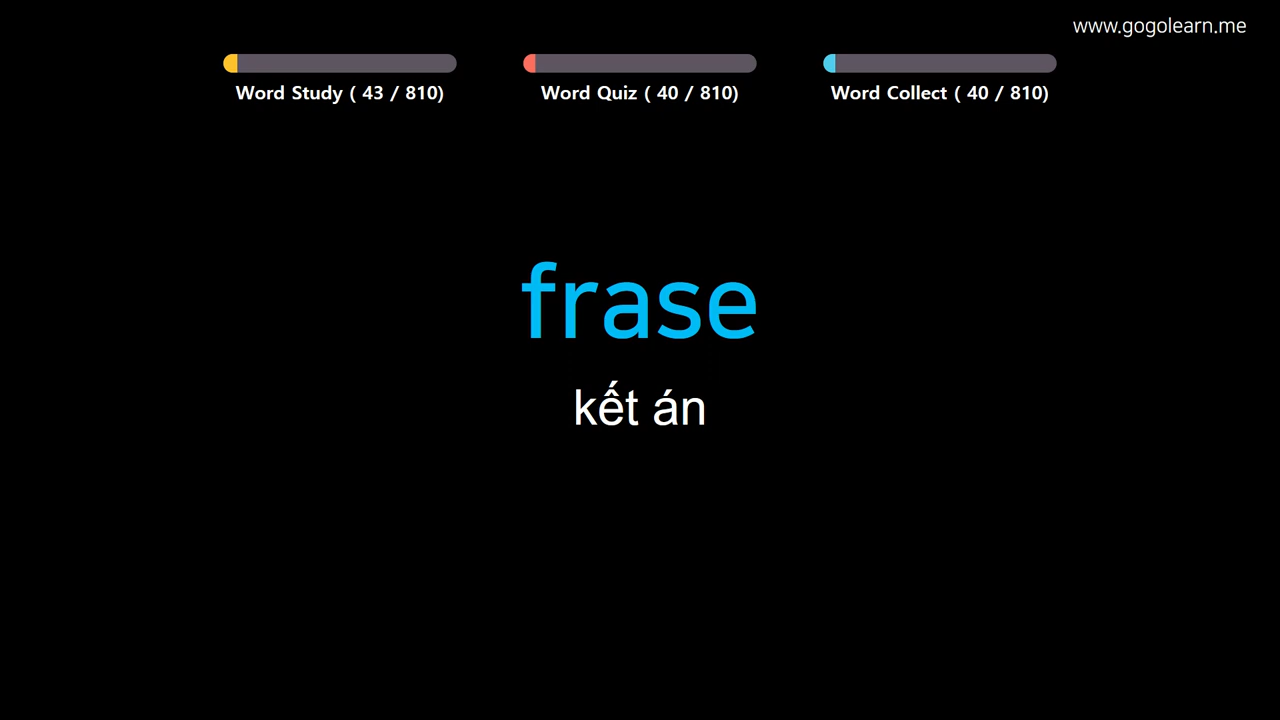 www.gogolearn.me
Word Study ( 43 / 810)
Word Quiz ( 40 / 810)
Word Collect ( 40 / 810)
frase
kết án